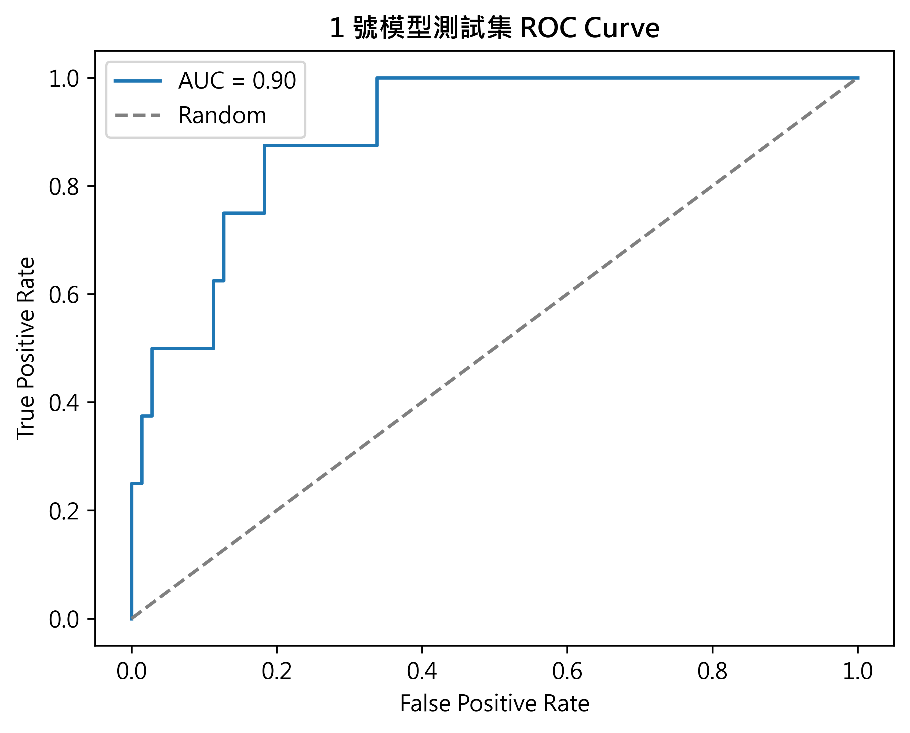 1 號模型測試集 ROC Curve
AUC = 0.90
Random
True Positive Rate
1.0
0.8
0.6
0.4
0.2
0.0
0.0 0.2 0.4 0.6 0.8 1.0
False Positive Rate